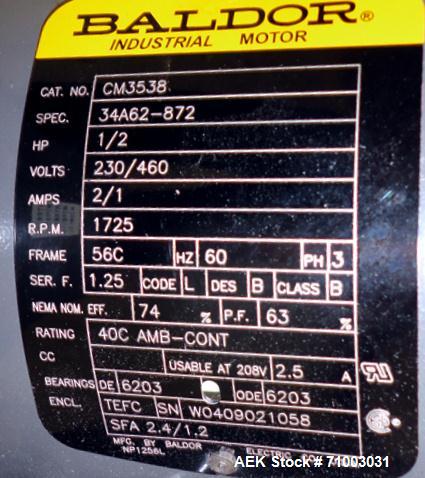 BALDOR®
INDUSTRIAL MOTOR
CAT. NO. CM3538
SPEC. 34A62-872
HP 1/2
VOLTS 230/460
AMPS 2/1
R.P.M. 1725
FRAME 56C HZ 60 PH 3
SER. F. 1.25 CODE L DES B CLASS B
NEMA NOM. EFF. 74 % P.F. 63 %
RATING 40C AMB-CONT
CC USABLE AT 208V 2.5 A
BEARINGS DE 6203 ODE 6203
ENCL. TEFC SN W0409021058
SFA 2.4/1.2
MFG. BY BALDOR ELECTRIC CO.
NP1256L
AEK Stock # 71003031